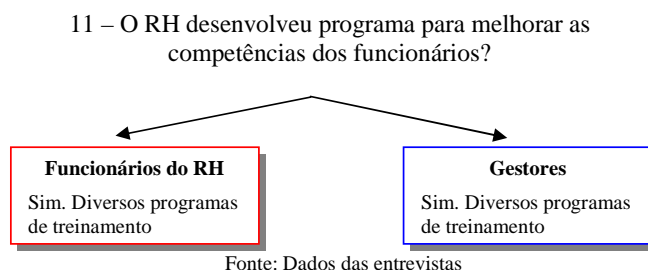 11 – O RH desenvolveu programa para melhorar as
competências dos funcionários?
Funcionários do RH
Sim. Diversos programas
de treinamento
Gestores
Sim. Diversos programas
de treinamento
Fonte: Dados das entrevistas